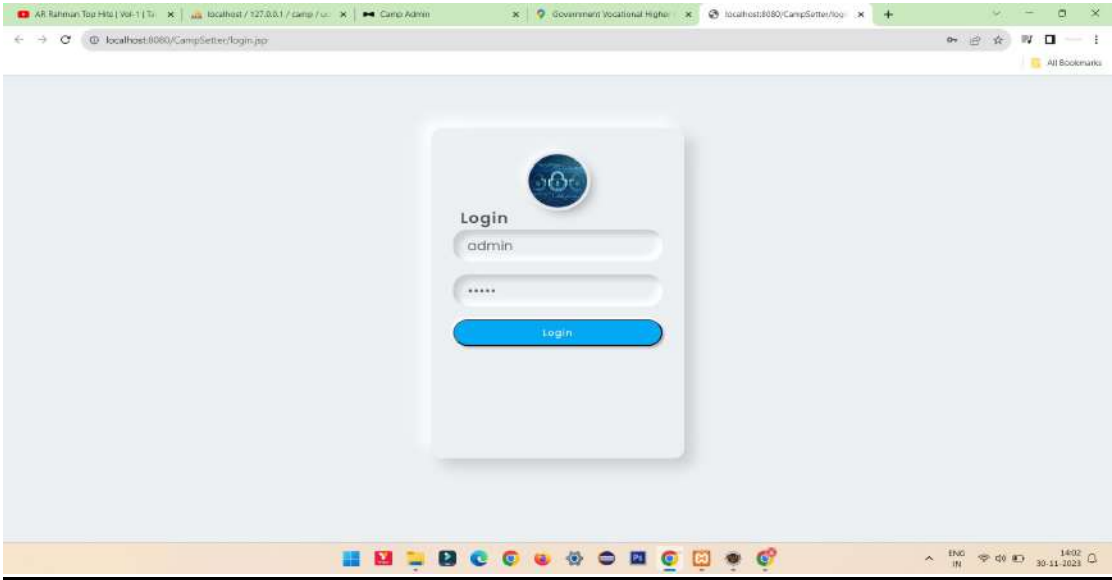 AR Rahman Top Hits | Vol-1 | Ta
localhost / 127.0.0.1 / camp / u
Camp Admin
Government Vocational Higher
localhost:8080/CampSetter/log
localhost:8080/CampSetter/login.jsp
All Bookmarks
Login
admin
Login
ENG
IN
14:02
30-11-2023